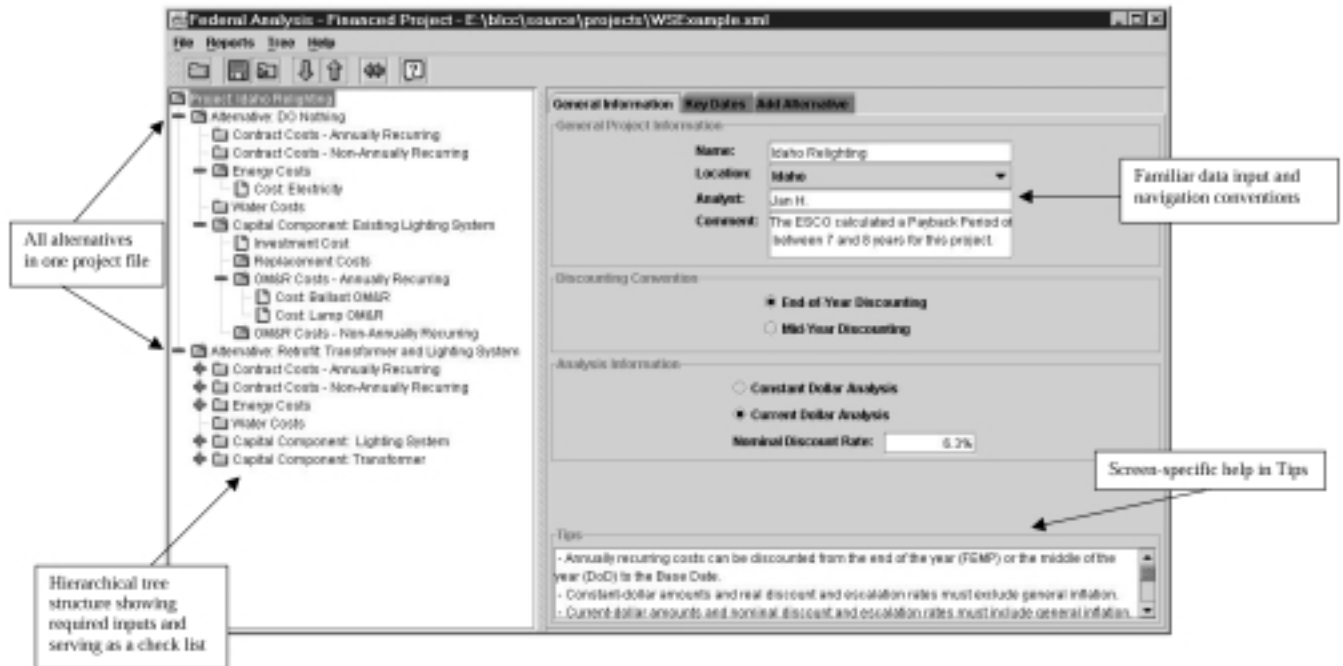 Federal Analysis - Financed Project - E:\blcc\source\projects\WSExample.xml
File Reports Tree Help
Project: Idaho Relighting
Alternative: DO Nothing
Contract Costs - Annually Recurring
Contract Costs - Non-Annually Recurring
Energy Costs
Cost: Electricity
Water Costs
Capital Component: Existing Lighting System
Investment Cost
Replacement Costs
OM&R Costs - Annually Recurring
Cost: Ballast OM&R
Cost: Lamp OM&R
OM&R Costs - Non-Annually Recurring
Alternative: Retrofit: Transformer and Lighting System
Contract Costs - Annually Recurring
Contract Costs - Non-Annually Recurring
Energy Costs
Water Costs
Capital Component: Lighting System
Capital Component: Transformer
General Information Key Dates Add Alternative
General Project Information
Name: Idaho Relighting
Location: Idaho
Analyst: Jan H.
Comment: The ESCO calculated a Payback Period of
between 7 and 8 years for this project.
Discounting Convention
End-of-Year Discounting
Mid-Year Discounting
Analysis Information
Constant Dollar Analysis
Current Dollar Analysis
Nominal Discount Rate: 6.3%
Tips
- Annually recurring costs can be discounted from the end of the year (FEMP) or the middle of the
year (DoD) to the Base Date.
- Constant-dollar amounts and real discount and escalation rates must exclude general inflation.
- Current-dollar amounts and nominal discount and escalation rates must include general inflation.
All alternatives
in one project file
Hierarchical tree
structure showing
required inputs and
serving as a check list
Familiar data input and
navigation conventions
Screen-specific help in Tips